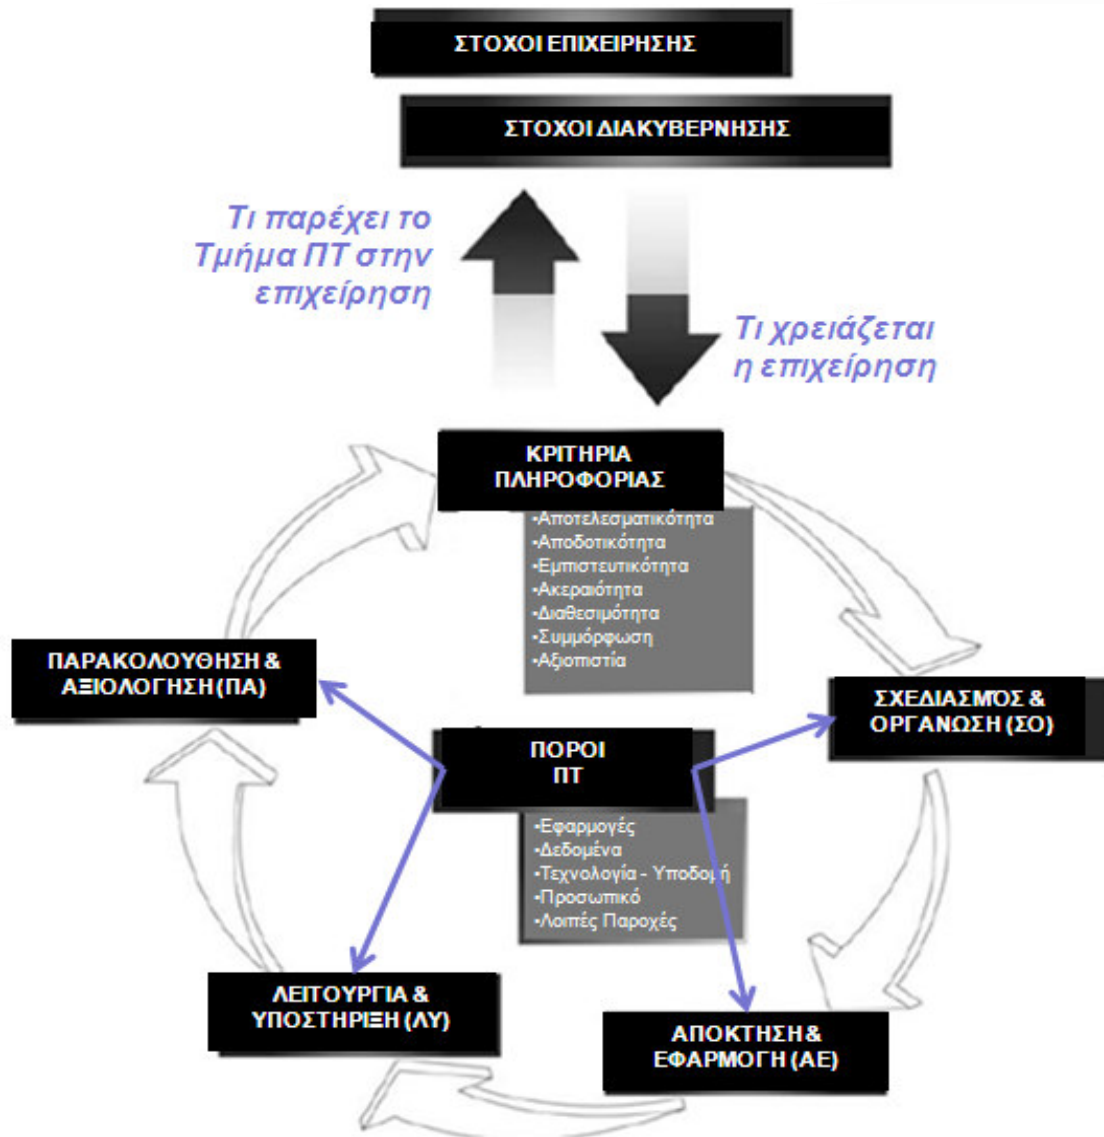 ΣΤΟΧΟΙ ΕΠΙΧΕΙΡΗΣΗΣ
ΣΤΟΧΟΙ ΔΙΑΚΥΒΕΡΝΗΣΗΣ
Τι παρέχει το
Τμήμα ΠΤ στην
επιχείρηση
Τι χρειάζεται
η επιχείρηση
ΚΡΙΤΗΡΙΑ
ΠΛΗΡΟΦΟΡΙΑΣ
•Αποτελεσματικότητα
•Αποδοτικότητα
•Εμπιστευτικότητα
•Ακεραιότητα
•Διαθεσιμότητα
•Συμμόρφωση
•Αξιοπιστία
ΠΑΡΑΚΟΛΟΥΘΗΣΗ &
ΑΞΙΟΛΟΓΗΣΗ (ΠΑ)
ΣΧΕΔΙΑΣΜΌΣ &
ΟΡΓΑΝΩΣΗ (ΣΟ)
ΠΟΡΟΙ
ΠΤ
•Εφαρμογές
•Δεδομένα
•Τεχνολογία - Υποδομή
•Προσωπικό
•Λοιπές Παροχές
ΛΕΙΤΟΥΡΓΙΑ &
ΥΠΟΣΤΗΡΙΞΗ (ΛΥ)
ΑΠΟΚΤΗΣΗ &
ΕΦΑΡΜΟΓΗ (ΑΕ)